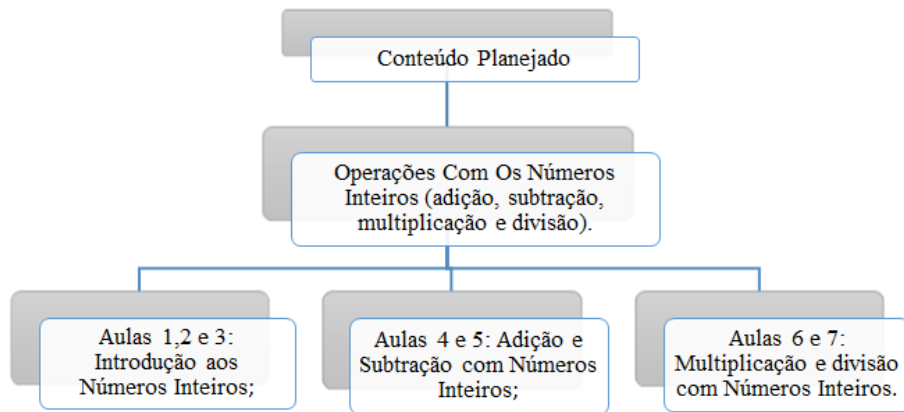 Conteúdo Planejado
Operações Com Os Números
Inteiros (adição, subtração,
multiplicação e divisão).
Aulas 1,2 e 3:
Introdução aos
Números Inteiros;
Aulas 4 e 5: Adição e
Subtração com Números
Inteiros;
Aulas 6 e 7:
Multiplicação e divisão
com Números Inteiros.